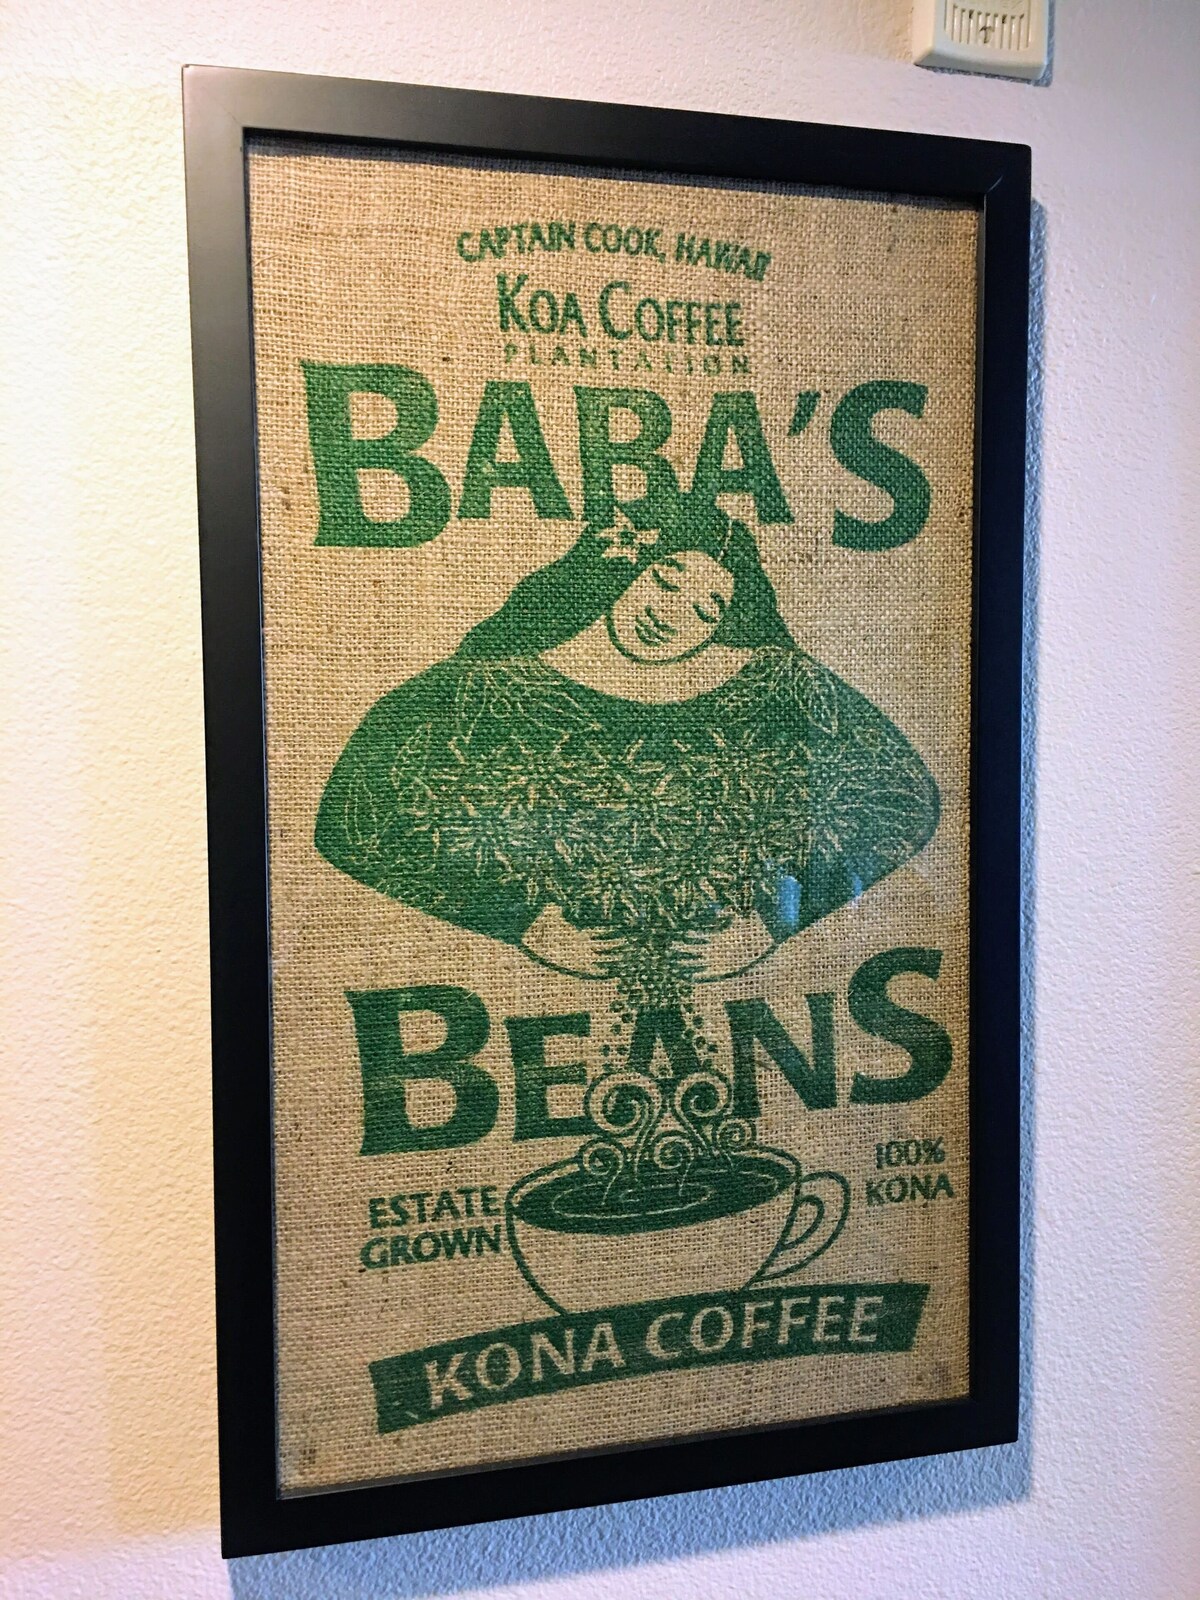 CAPTAIN COOK, HAWAII
KOA COFFEE
PLANTATION
BABA'S
BEANS
100%
KONA
ESTATE
GROWN
KONA COFFEE